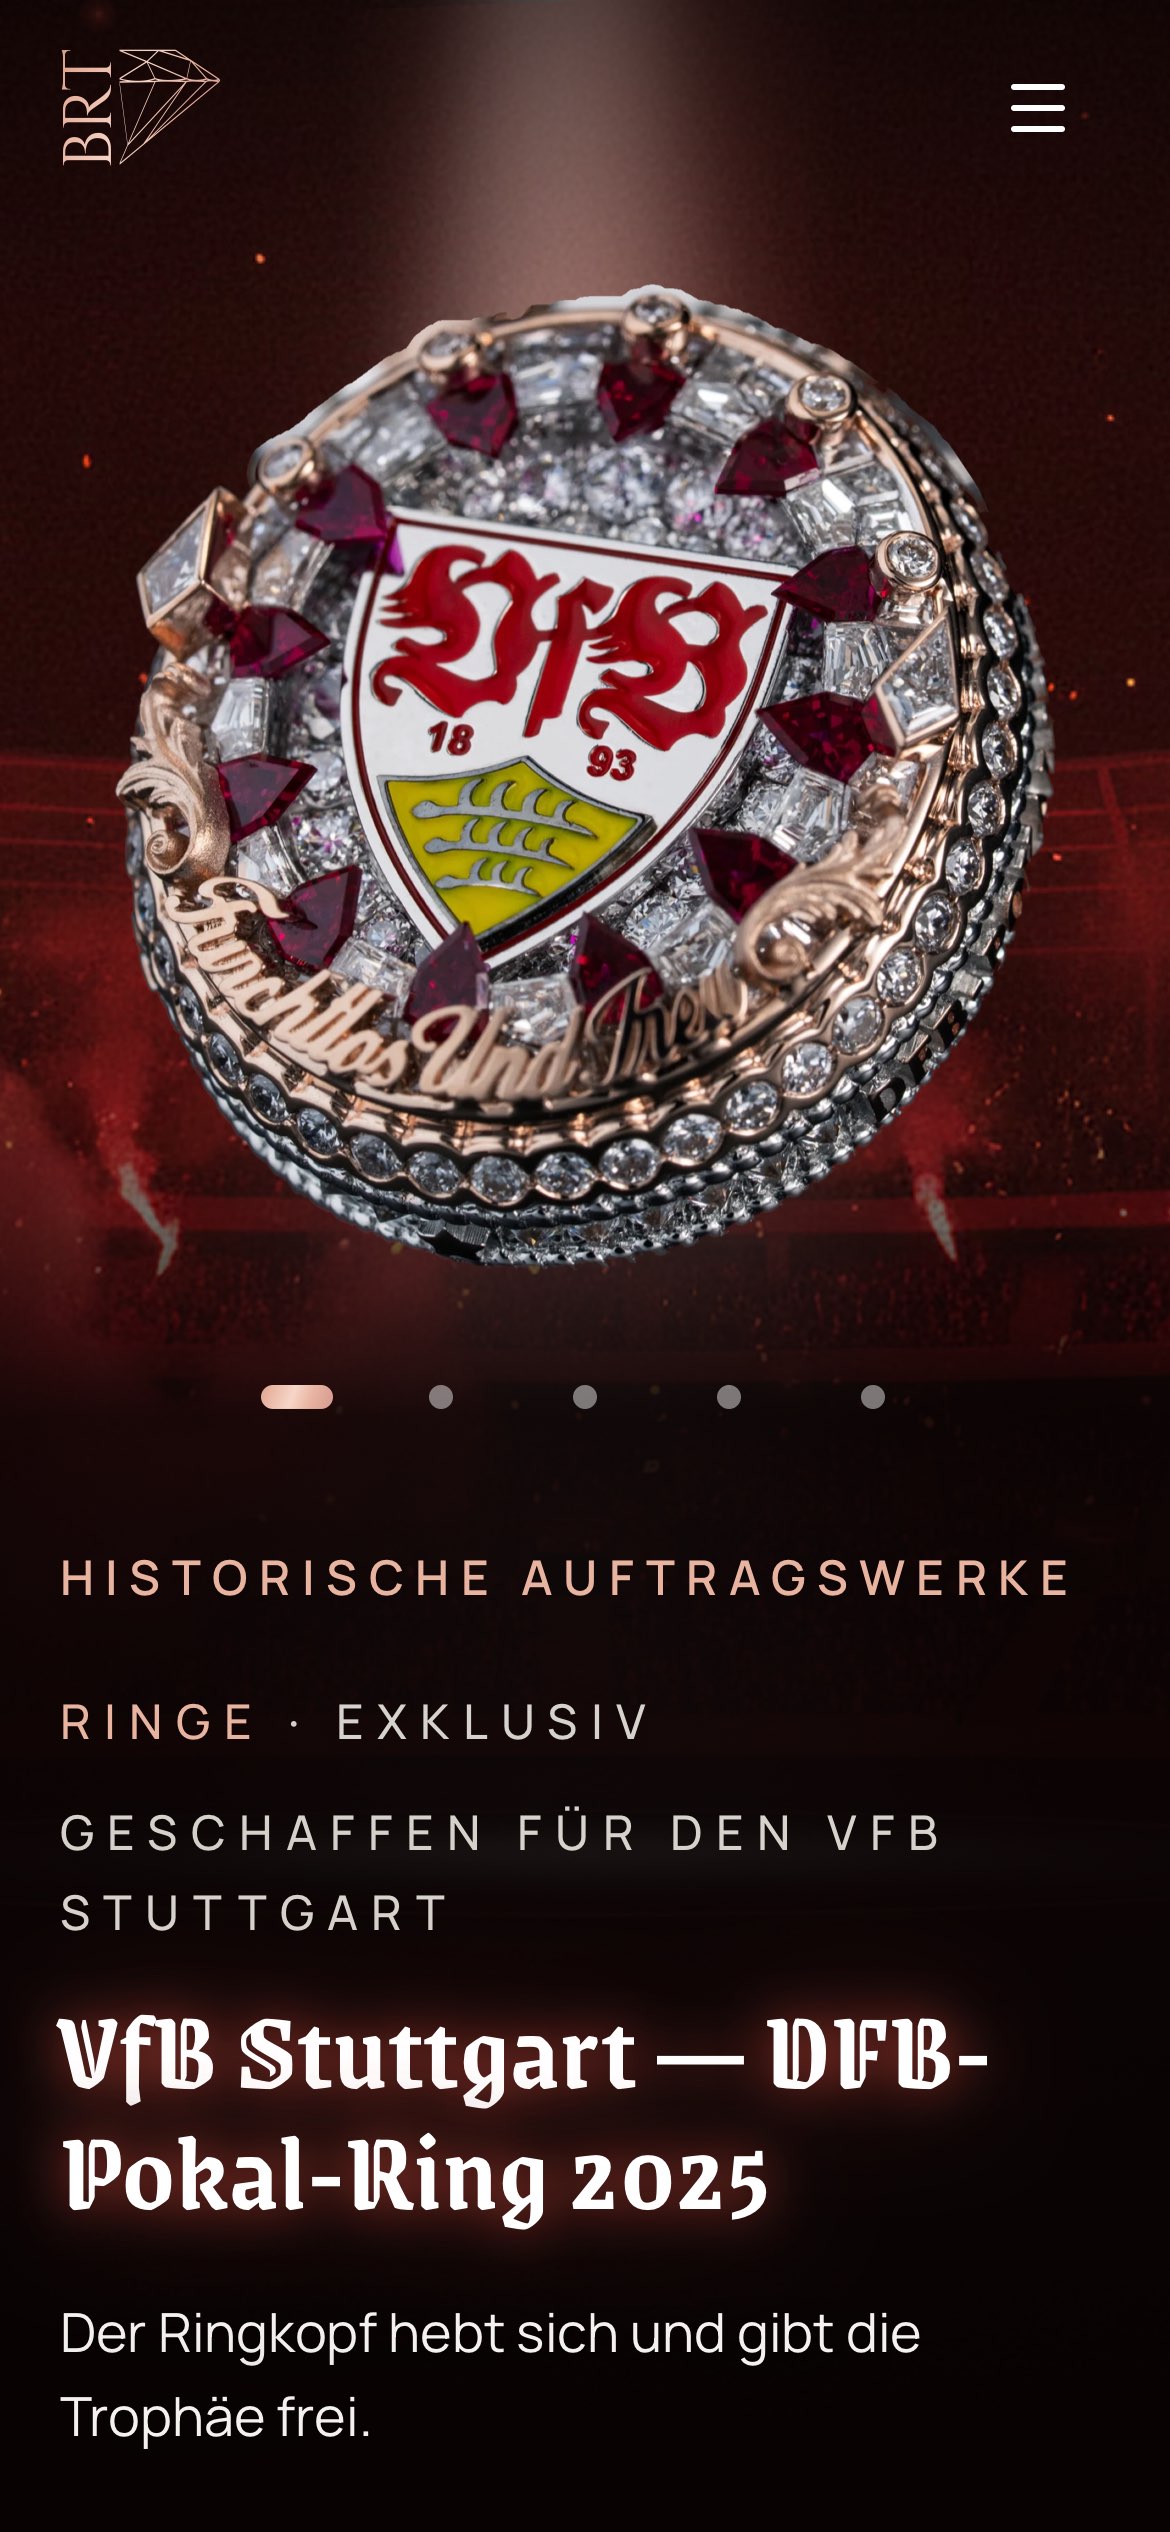 BRT
VfB
18 93
Furchtlos Und Treu
DFB
HISTORISCHE AUFTRAGSWERKE
RINGE · EXKLUSIV
GESCHAFFEN FÜR DEN VFB
STUTTGART
VfB Stuttgart — DFB-
Pokal-Ring 2025
Der Ringkopf hebt sich und gibt die
Trophäe frei.